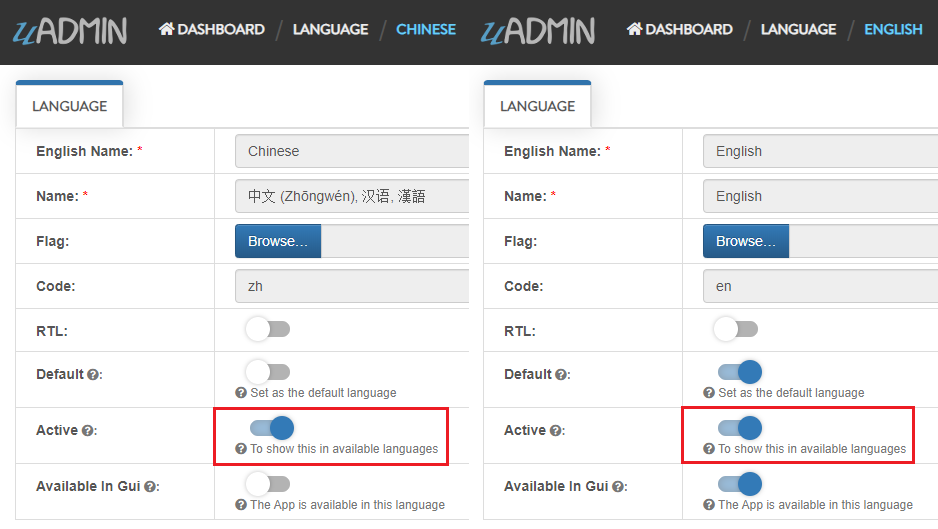 uADMIN DASHBOARD / LANGUAGE / CHINESE
LANGUAGE
English Name: * Chinese
Name: * 中文 (Zhōngwén), 汉语, 漢語
Flag: Browse...
Code: zh
RTL:
Default ?:
? Set as the default language
Active ?:
? To show this in available languages
Available In Gui ?:
? The App is available in this language
uADMIN DASHBOARD / LANGUAGE / ENGLISH
LANGUAGE
English Name: * English
Name: * English
Flag: Browse...
Code: en
RTL:
Default ?:
? Set as the default language
Active ?:
? To show this in available languages
Available In Gui ?:
? The App is available in this language